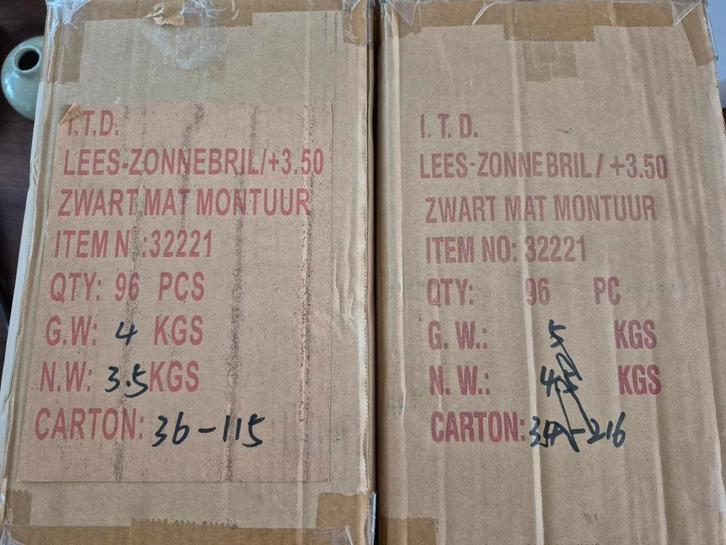 I.T.D.
LEES-ZONNEBRIL/+3.50
ZWART MAT MONTUUR
ITEM N :32221
QTY: 96 PCS
G.W: 4 KGS
N.W: 3.5 KGS
CARTON: 36-115
I. T. D.
LEES-ZONNEBRIL / +3.50
ZWART MAT MONTUUR
ITEM NO: 32221
QTY: 96 PC
G. W.: 5 KGS
N. W.: 4.5 KGS
CARTON: -216